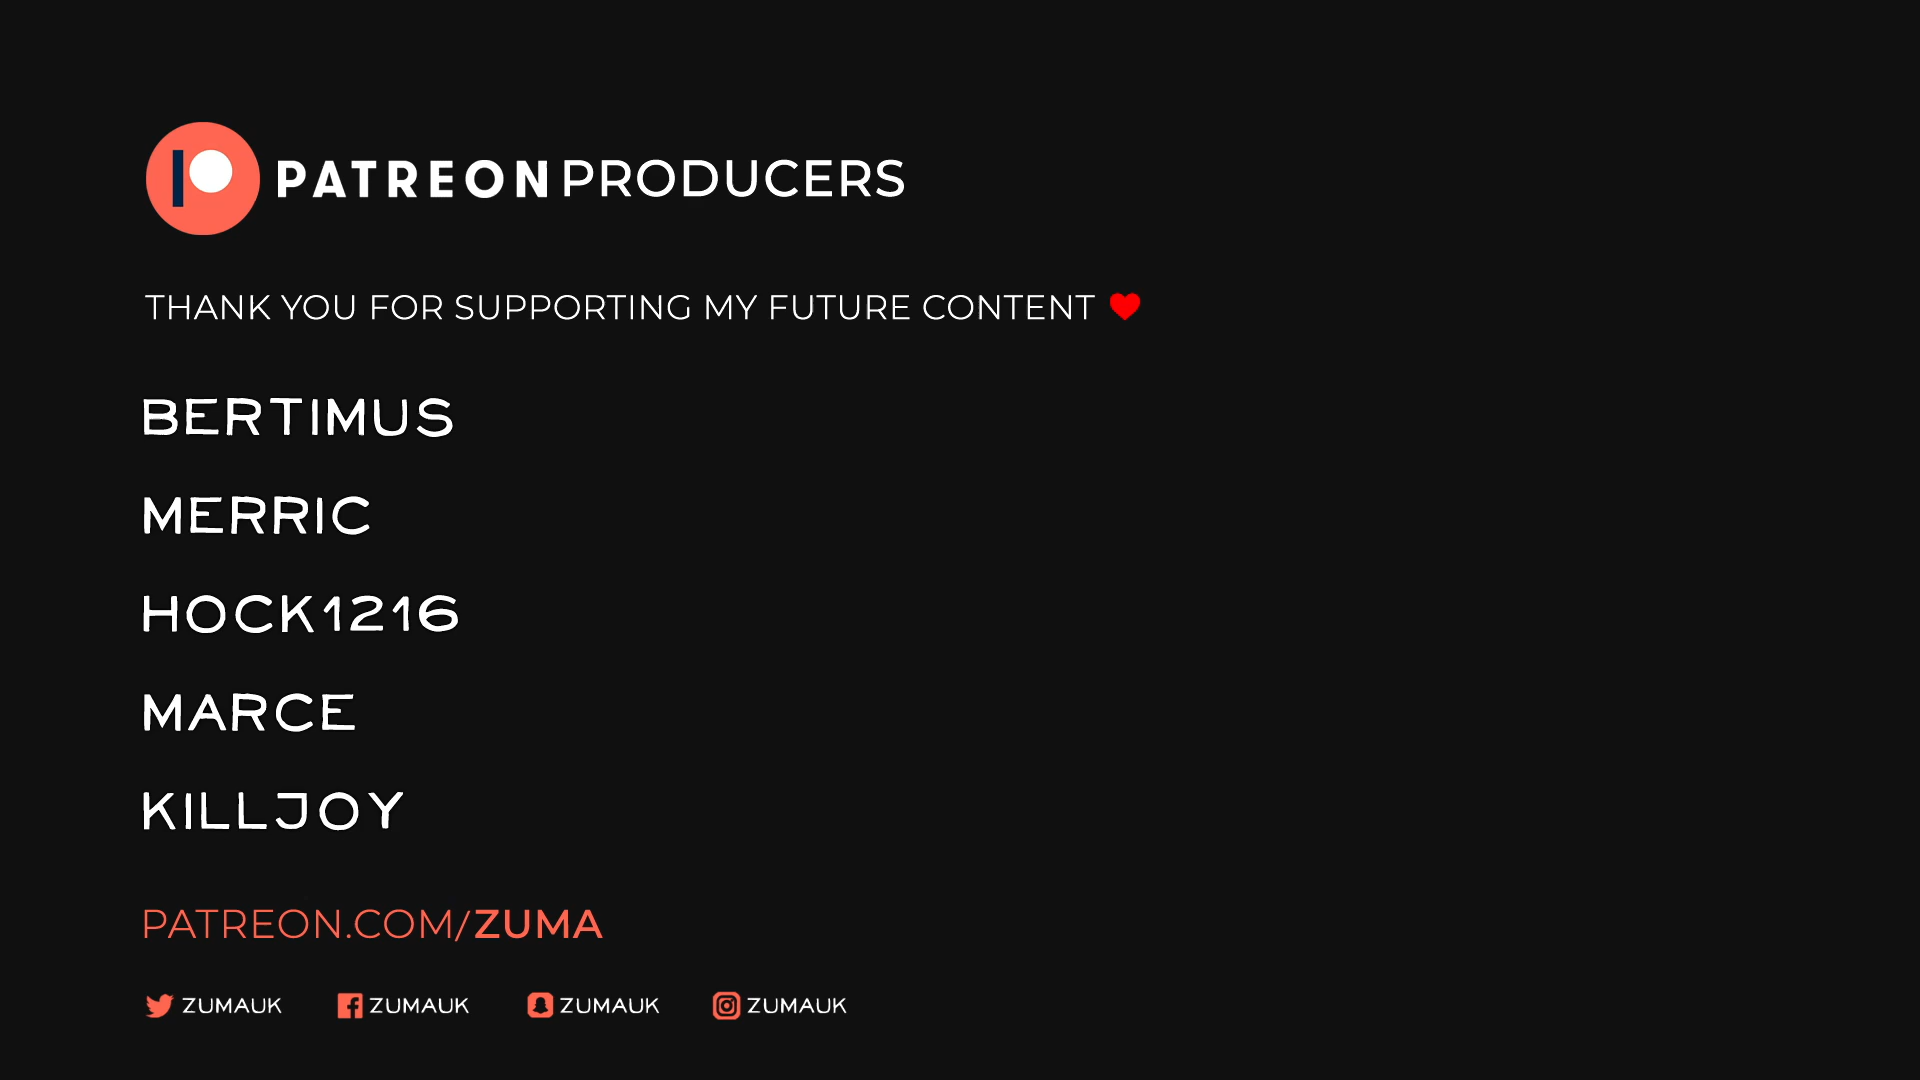 PATREON PRODUCERS
THANK YOU FOR SUPPORTING MY FUTURE CONTENT ❤
BERTIMUS
MERRIC
HOCK1216
MARCE
KILLJOY
PATREON.COM/ZUMA
ZUMAUK ZUMAUK ZUMAUK ZUMAUK